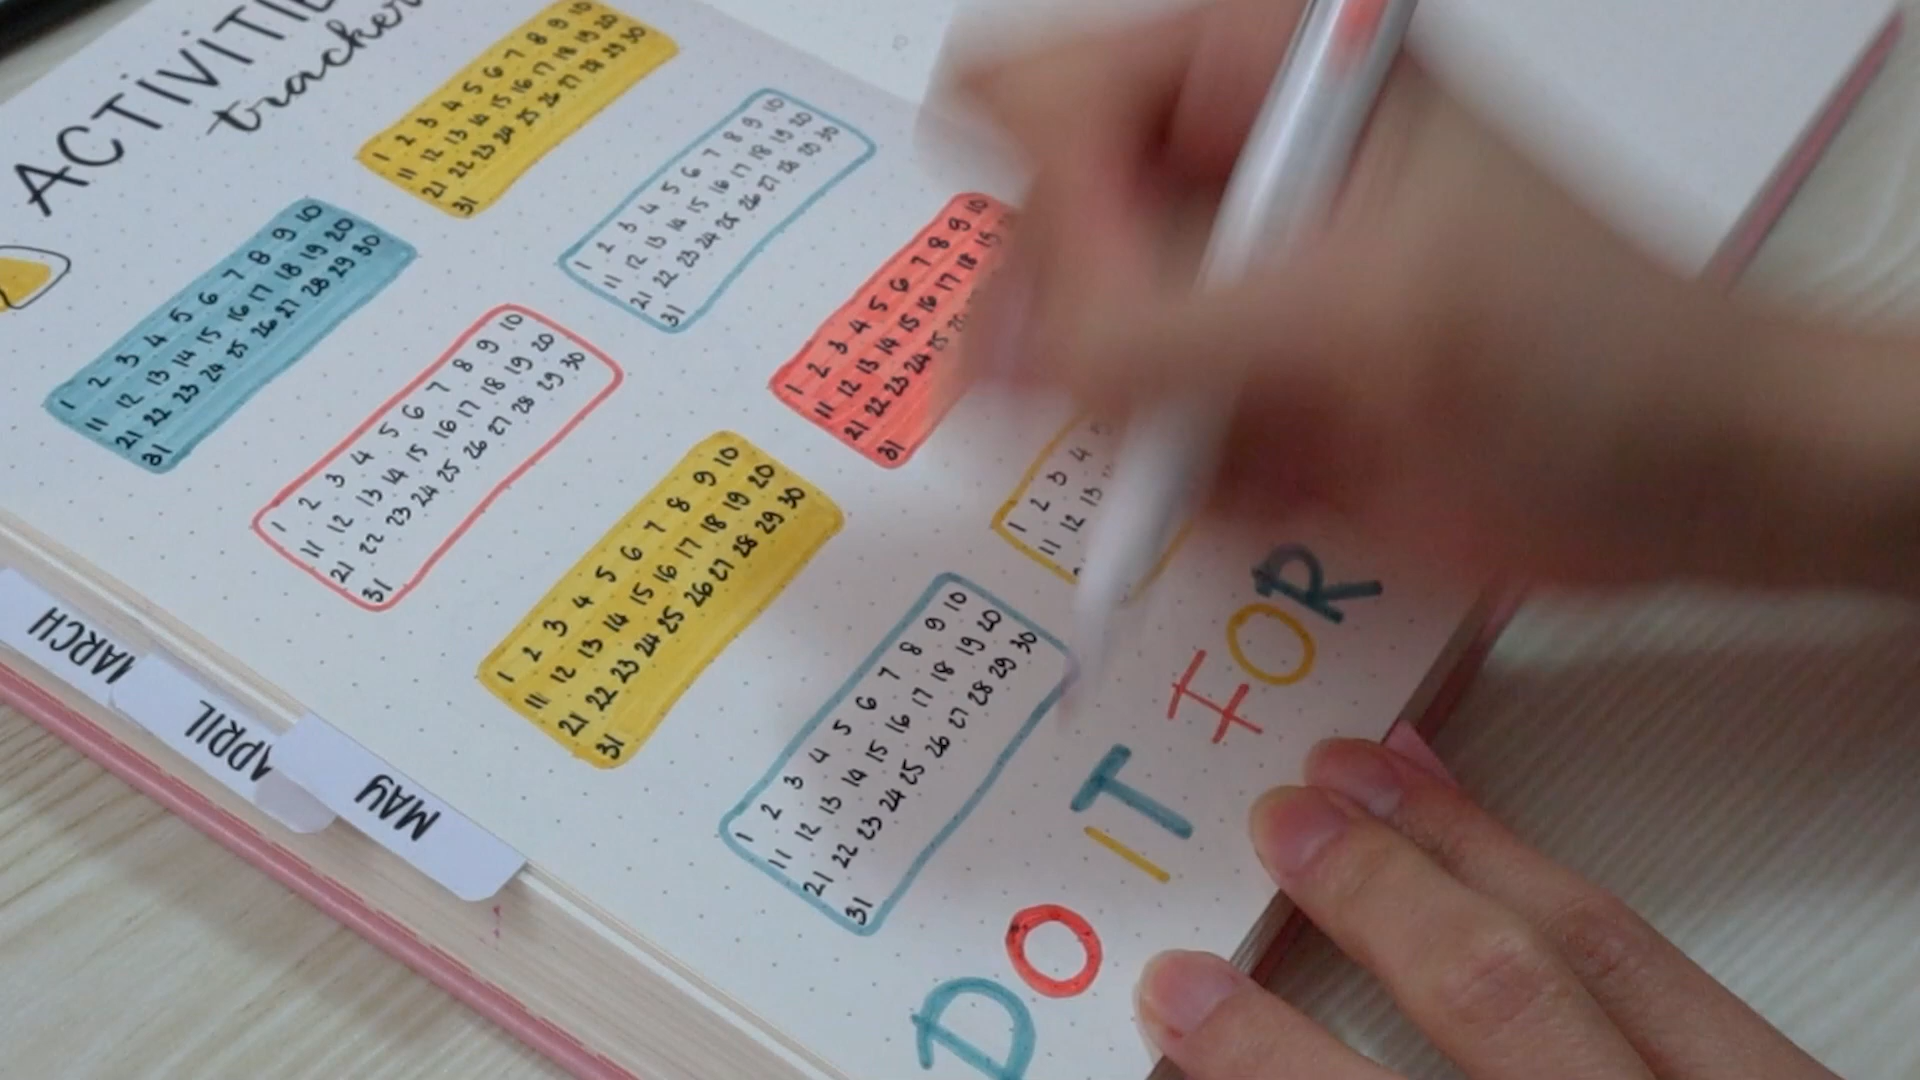 ACTIVITIE
tracker
1 2 3 4 5 6 7 8 9 10
11 12 13 14 15 16 17 18 19 20
21 22 23 24 25 26 27 28 29 30
31
1 2 3 4 5 6 7 8 9 10
11 12 13 14 15 16 17 18 19 20
21 22 23 24 25 26 27 28 29 30
31
1 2 3 4 5 6 7 8 9 10
11 12 13 14 15 16 17 18 19 20
21 22 23 24 25 26 27 28 29 30
31
1 2 3 4 5 6 7 8 9 10
11 12 13 14 15 16 17 18 19 20
21 22 23 24 25 26 27 28 29 30
31
1 2 3 4 5 6 7 8 9 10
11 12 13 14 15 16 17 18 19 20
21 22 23 24 25 26 27 28 29 30
31
1 2 3 4 5 6 7 8 9 10
11 12 13 14 15 16 17 18 19
21 22 23 24 25 26
31
1 2 3 4 5 6 7 8 9 10
11 12 13 14 15 16 17 18 19 20
21 22 23 24 25 26 27 28 29 30
31
1 2 3 4 5
11 12 13
DO IT FOR
MARCH
APRIL
MAY